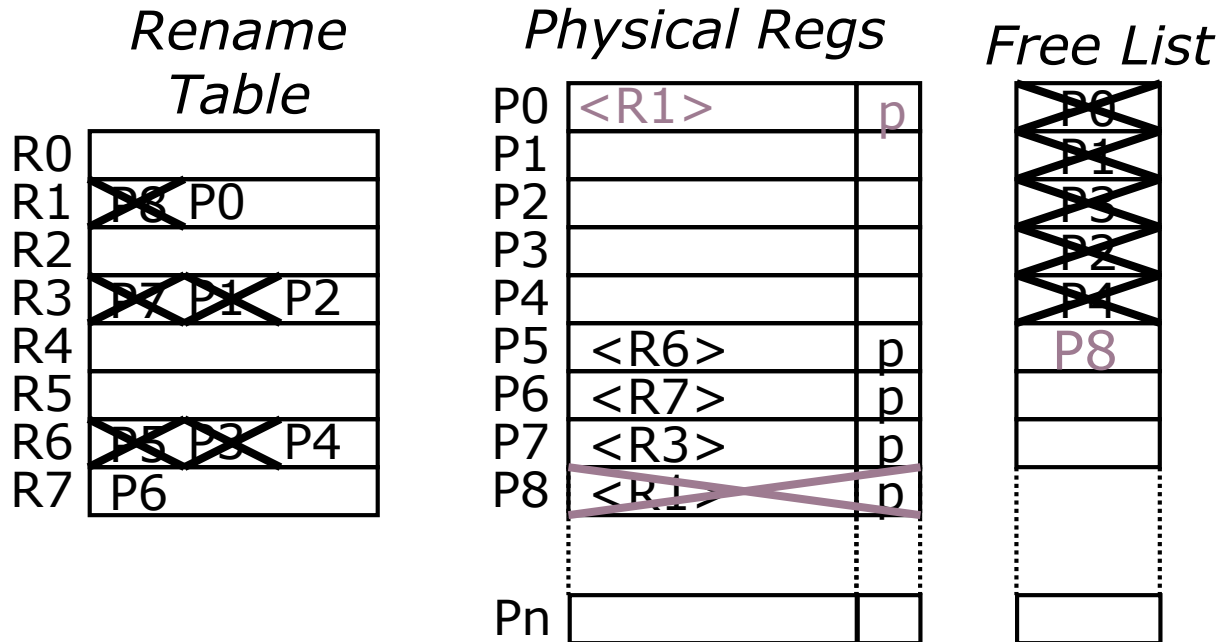 Rename
Table
R0
R1 P8 P0
R2
R3 P7 P1 P2
R4
R5
R6 P5 P3 P4
R7 P6
Physical Regs
P0 <R1> p
P1
P2
P3
P4
P5 <R6> p
P6 <R7> p
P7 <R3> p
P8 <R1> p
Pn
Free List
P0
P1
P3
P2
P4
P8